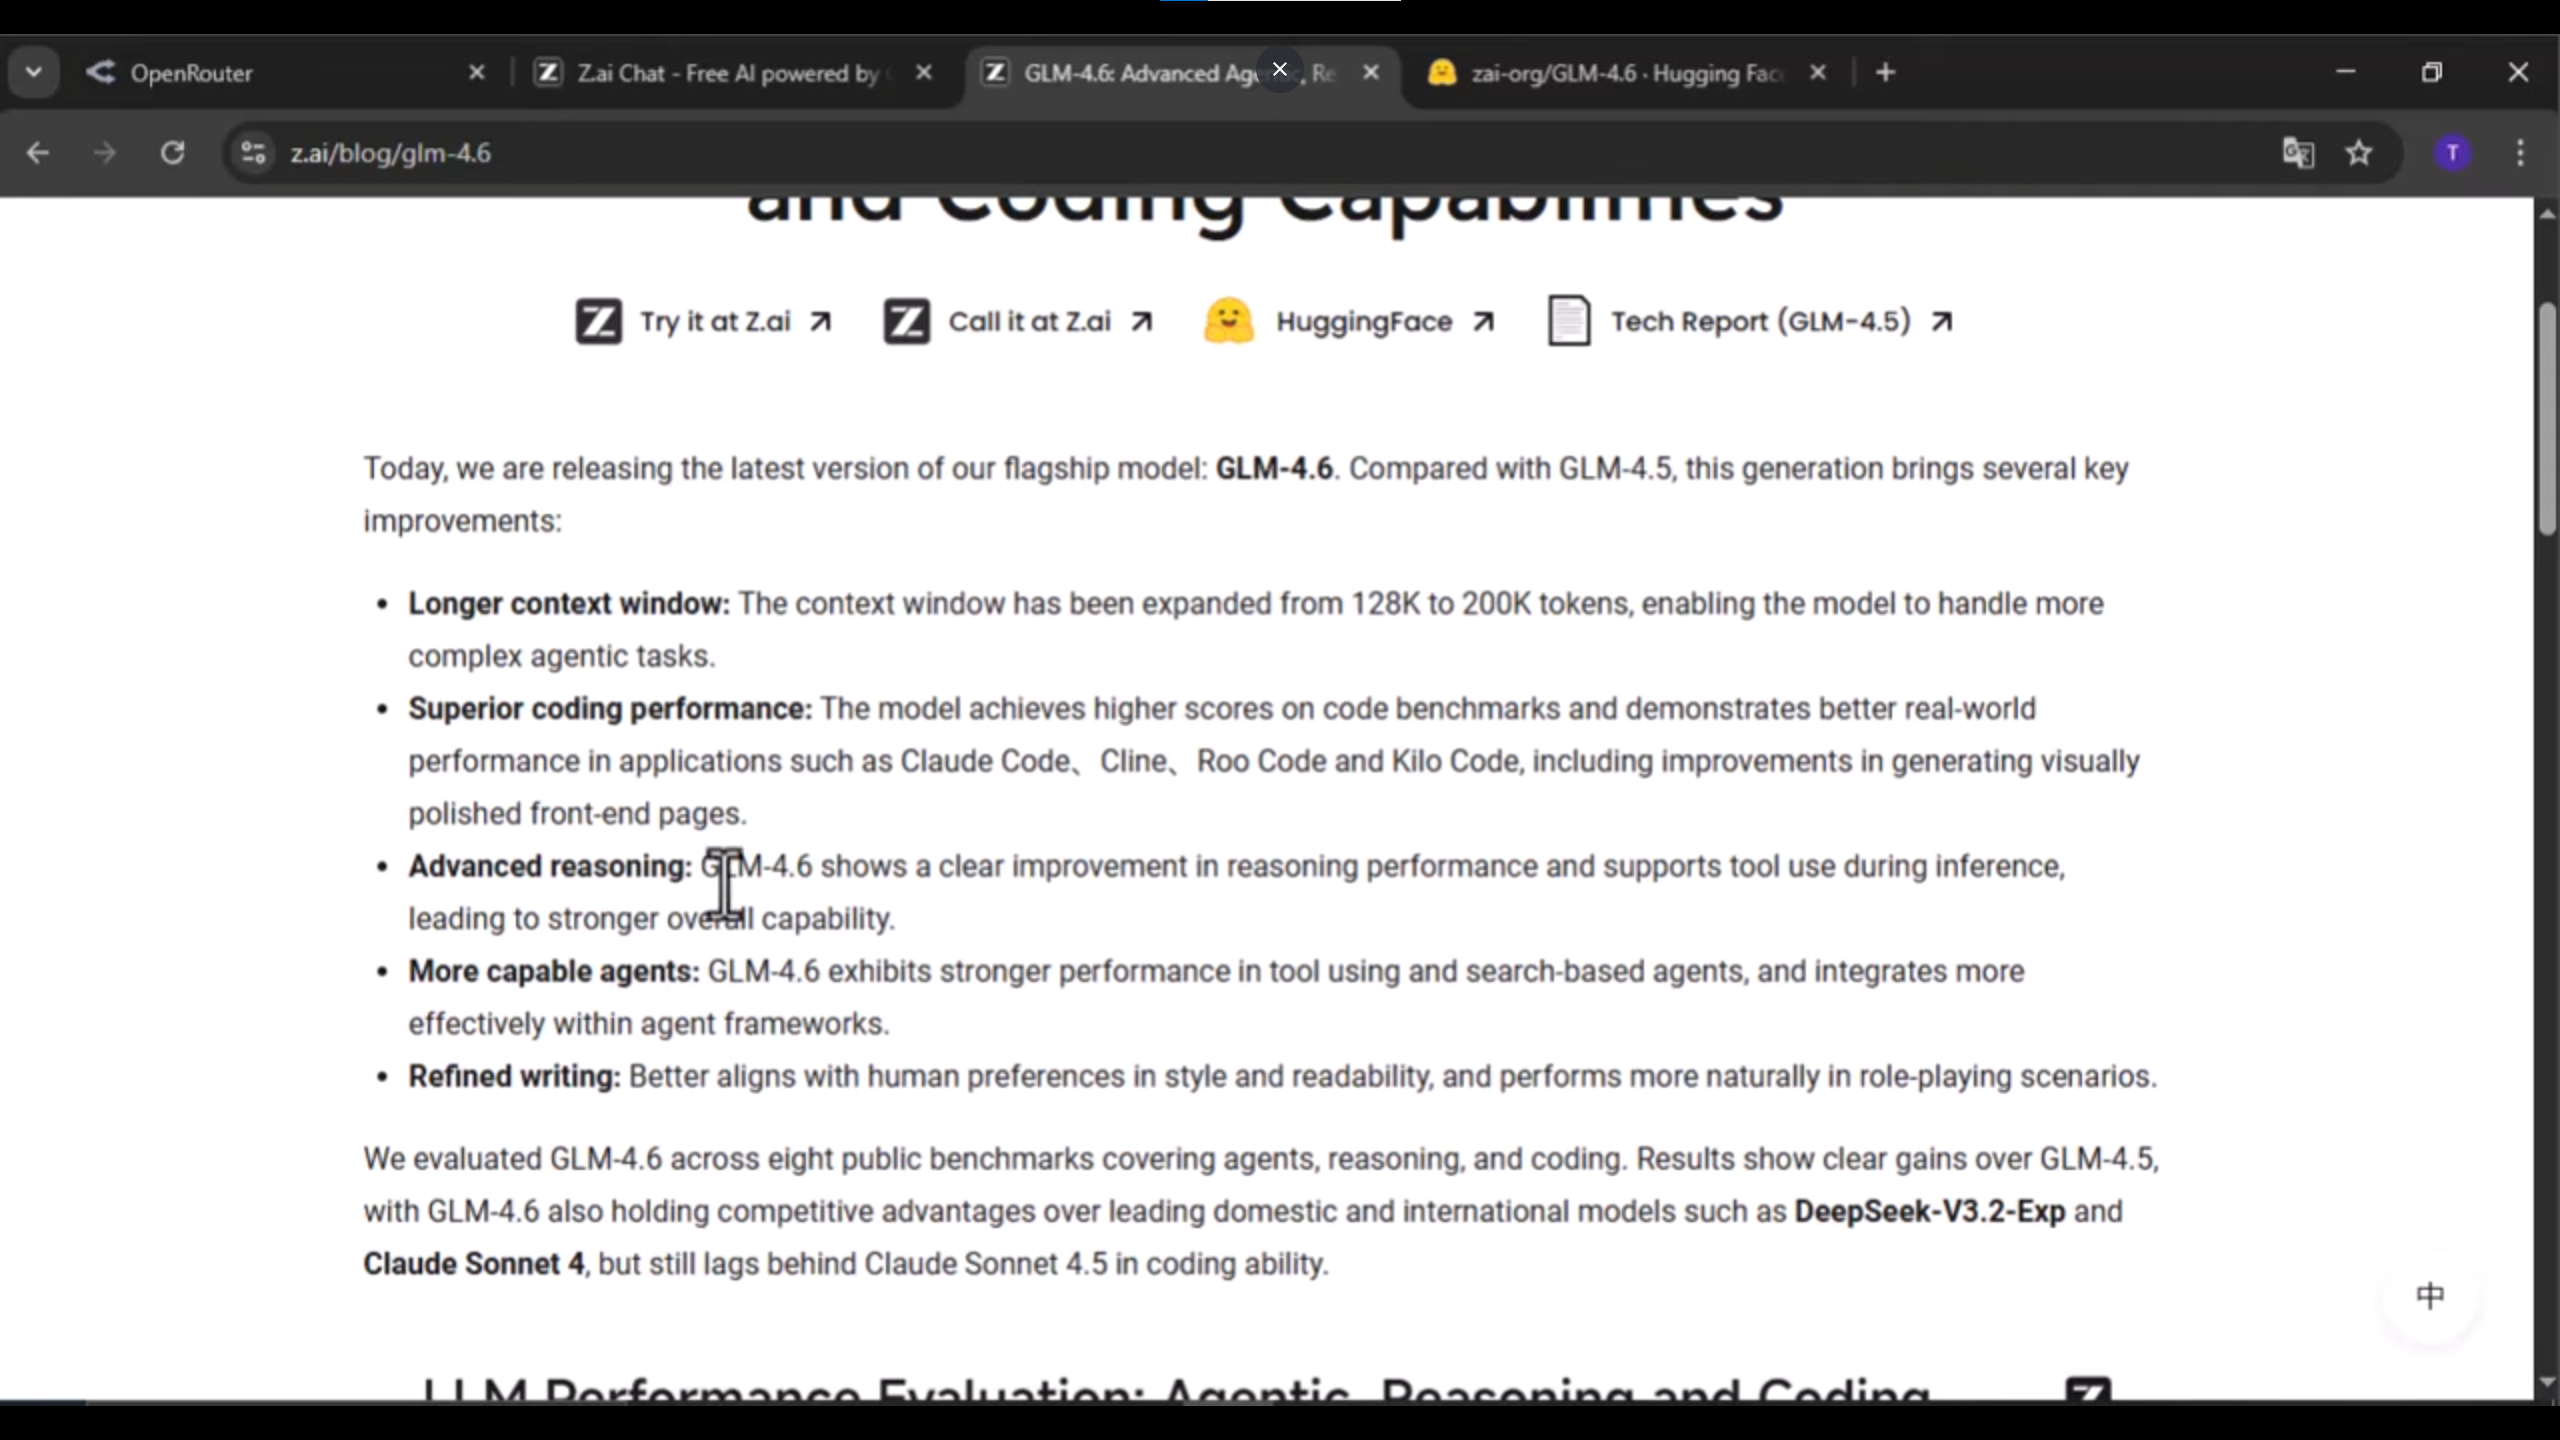 OpenRouter
Z.ai Chat - Free AI powered by
GLM-4.6: Advanced Age , Re
zai-org/GLM-4.6 · Hugging Fac
z.ai/blog/glm-4.6
T
and Coding Capabilities
Try it at Z.ai
Call it at Z.ai
HuggingFace
Tech Report (GLM-4.5)
Today, we are releasing the latest version of our flagship model: GLM-4.6. Compared with GLM-4.5, this generation brings several key
improvements:
• Longer context window: The context window has been expanded from 128K to 200K tokens, enabling the model to handle more
complex agentic tasks.
• Superior coding performance: The model achieves higher scores on code benchmarks and demonstrates better real-world
performance in applications such as Claude Code、Cline、Roo Code and Kilo Code, including improvements in generating visually
polished front-end pages.
• Advanced reasoning: GLM-4.6 shows a clear improvement in reasoning performance and supports tool use during inference,
leading to stronger overall capability.
• More capable agents: GLM-4.6 exhibits stronger performance in tool using and search-based agents, and integrates more
effectively within agent frameworks.
• Refined writing: Better aligns with human preferences in style and readability, and performs more naturally in role-playing scenarios.
We evaluated GLM-4.6 across eight public benchmarks covering agents, reasoning, and coding. Results show clear gains over GLM-4.5,
with GLM-4.6 also holding competitive advantages over leading domestic and international models such as DeepSeek-V3.2-Exp and
Claude Sonnet 4, but still lags behind Claude Sonnet 4.5 in coding ability.
中
LLM Performance Evaluation: Agentic, Reasoning and Coding